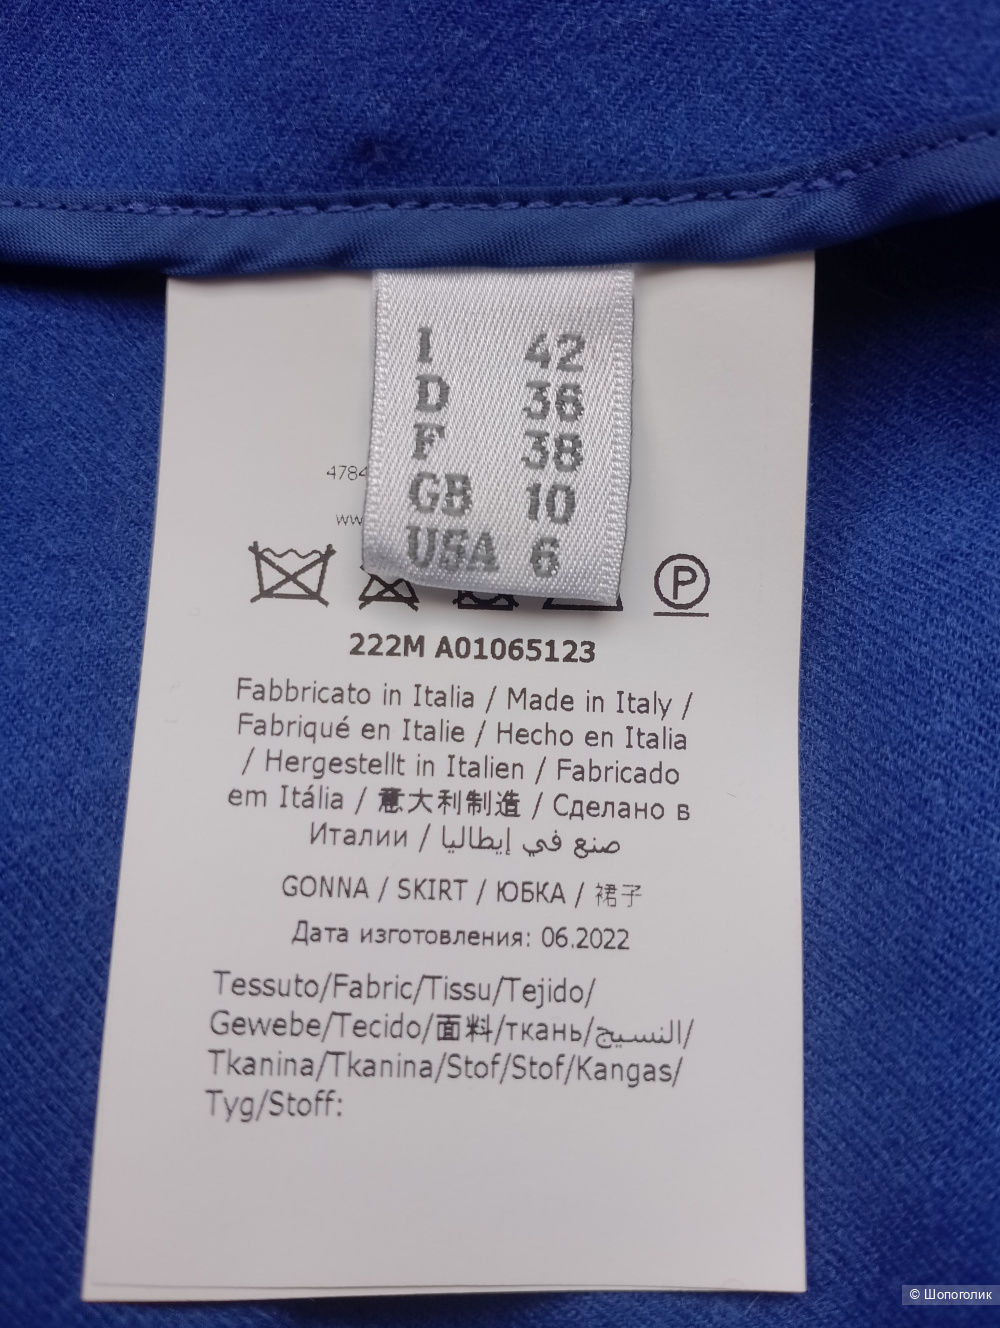 I 42
D 36
F 38
GB 10
USA 6
4784
ww
P
222M A01065123
Fabbricato in Italia / Made in Italy /
Fabriqué en Italie / Hecho en Italia
/ Hergestellt in Italien / Fabricado
em Itália / 意大利制造 / Сделано в
Италии / صنع في إيطاليا
GONNA / SKIRT / ЮБКА / 裙子
Дата изготовления: 06.2022
Tessuto/Fabric/Tissu/Tejido/
Gewebe/Tecido/面料/ткань/النسيج/
Tkanina/Tkanina/Stof/Stof/Kangas/
Tyg/Stoff:
© Шопоголик